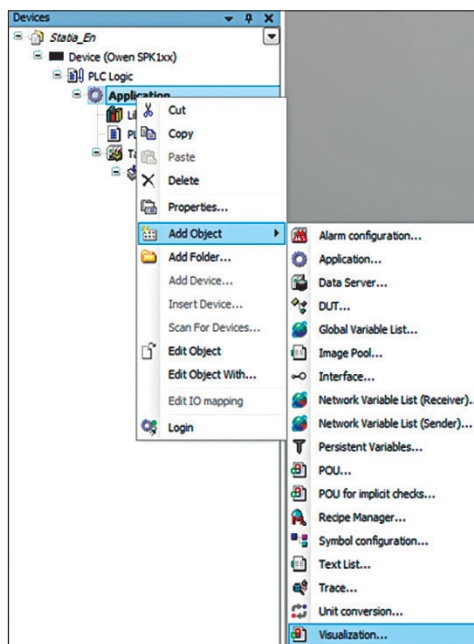 Devices
Statia_En
Device (Owen SPK1xx)
PLC Logic
Application
Cut
Copy
Paste
Delete
Properties...
Add Object
Add Folder...
Add Device...
Insert Device...
Scan For Devices...
Edit Object
Edit Object With...
Edit IO mapping
Login
Alarm configuration...
Application...
Data Server...
DUT...
Global Variable List...
Image Pool...
Interface...
Network Variable List (Receiver)...
Network Variable List (Sender)...
Persistent Variables...
POU...
POU for implicit checks...
Recipe Manager...
Symbol configuration...
Text List...
Trace...
Unit conversion...
Visualization...